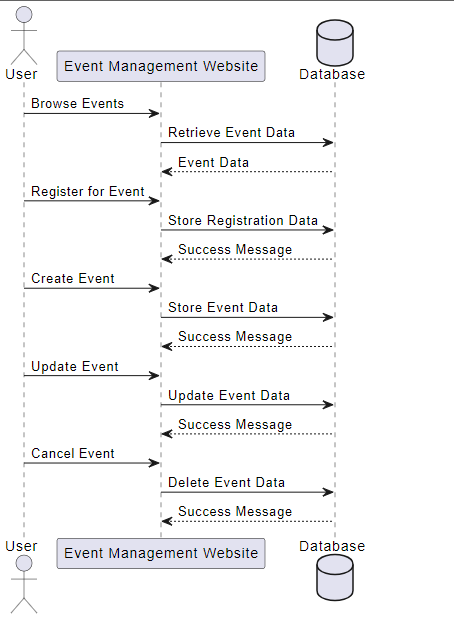 User
Event Management Website
Database
Browse Events
Retrieve Event Data
Event Data
Register for Event
Store Registration Data
Success Message
Create Event
Store Event Data
Success Message
Update Event
Update Event Data
Success Message
Cancel Event
Delete Event Data
Success Message
User
Event Management Website
Database